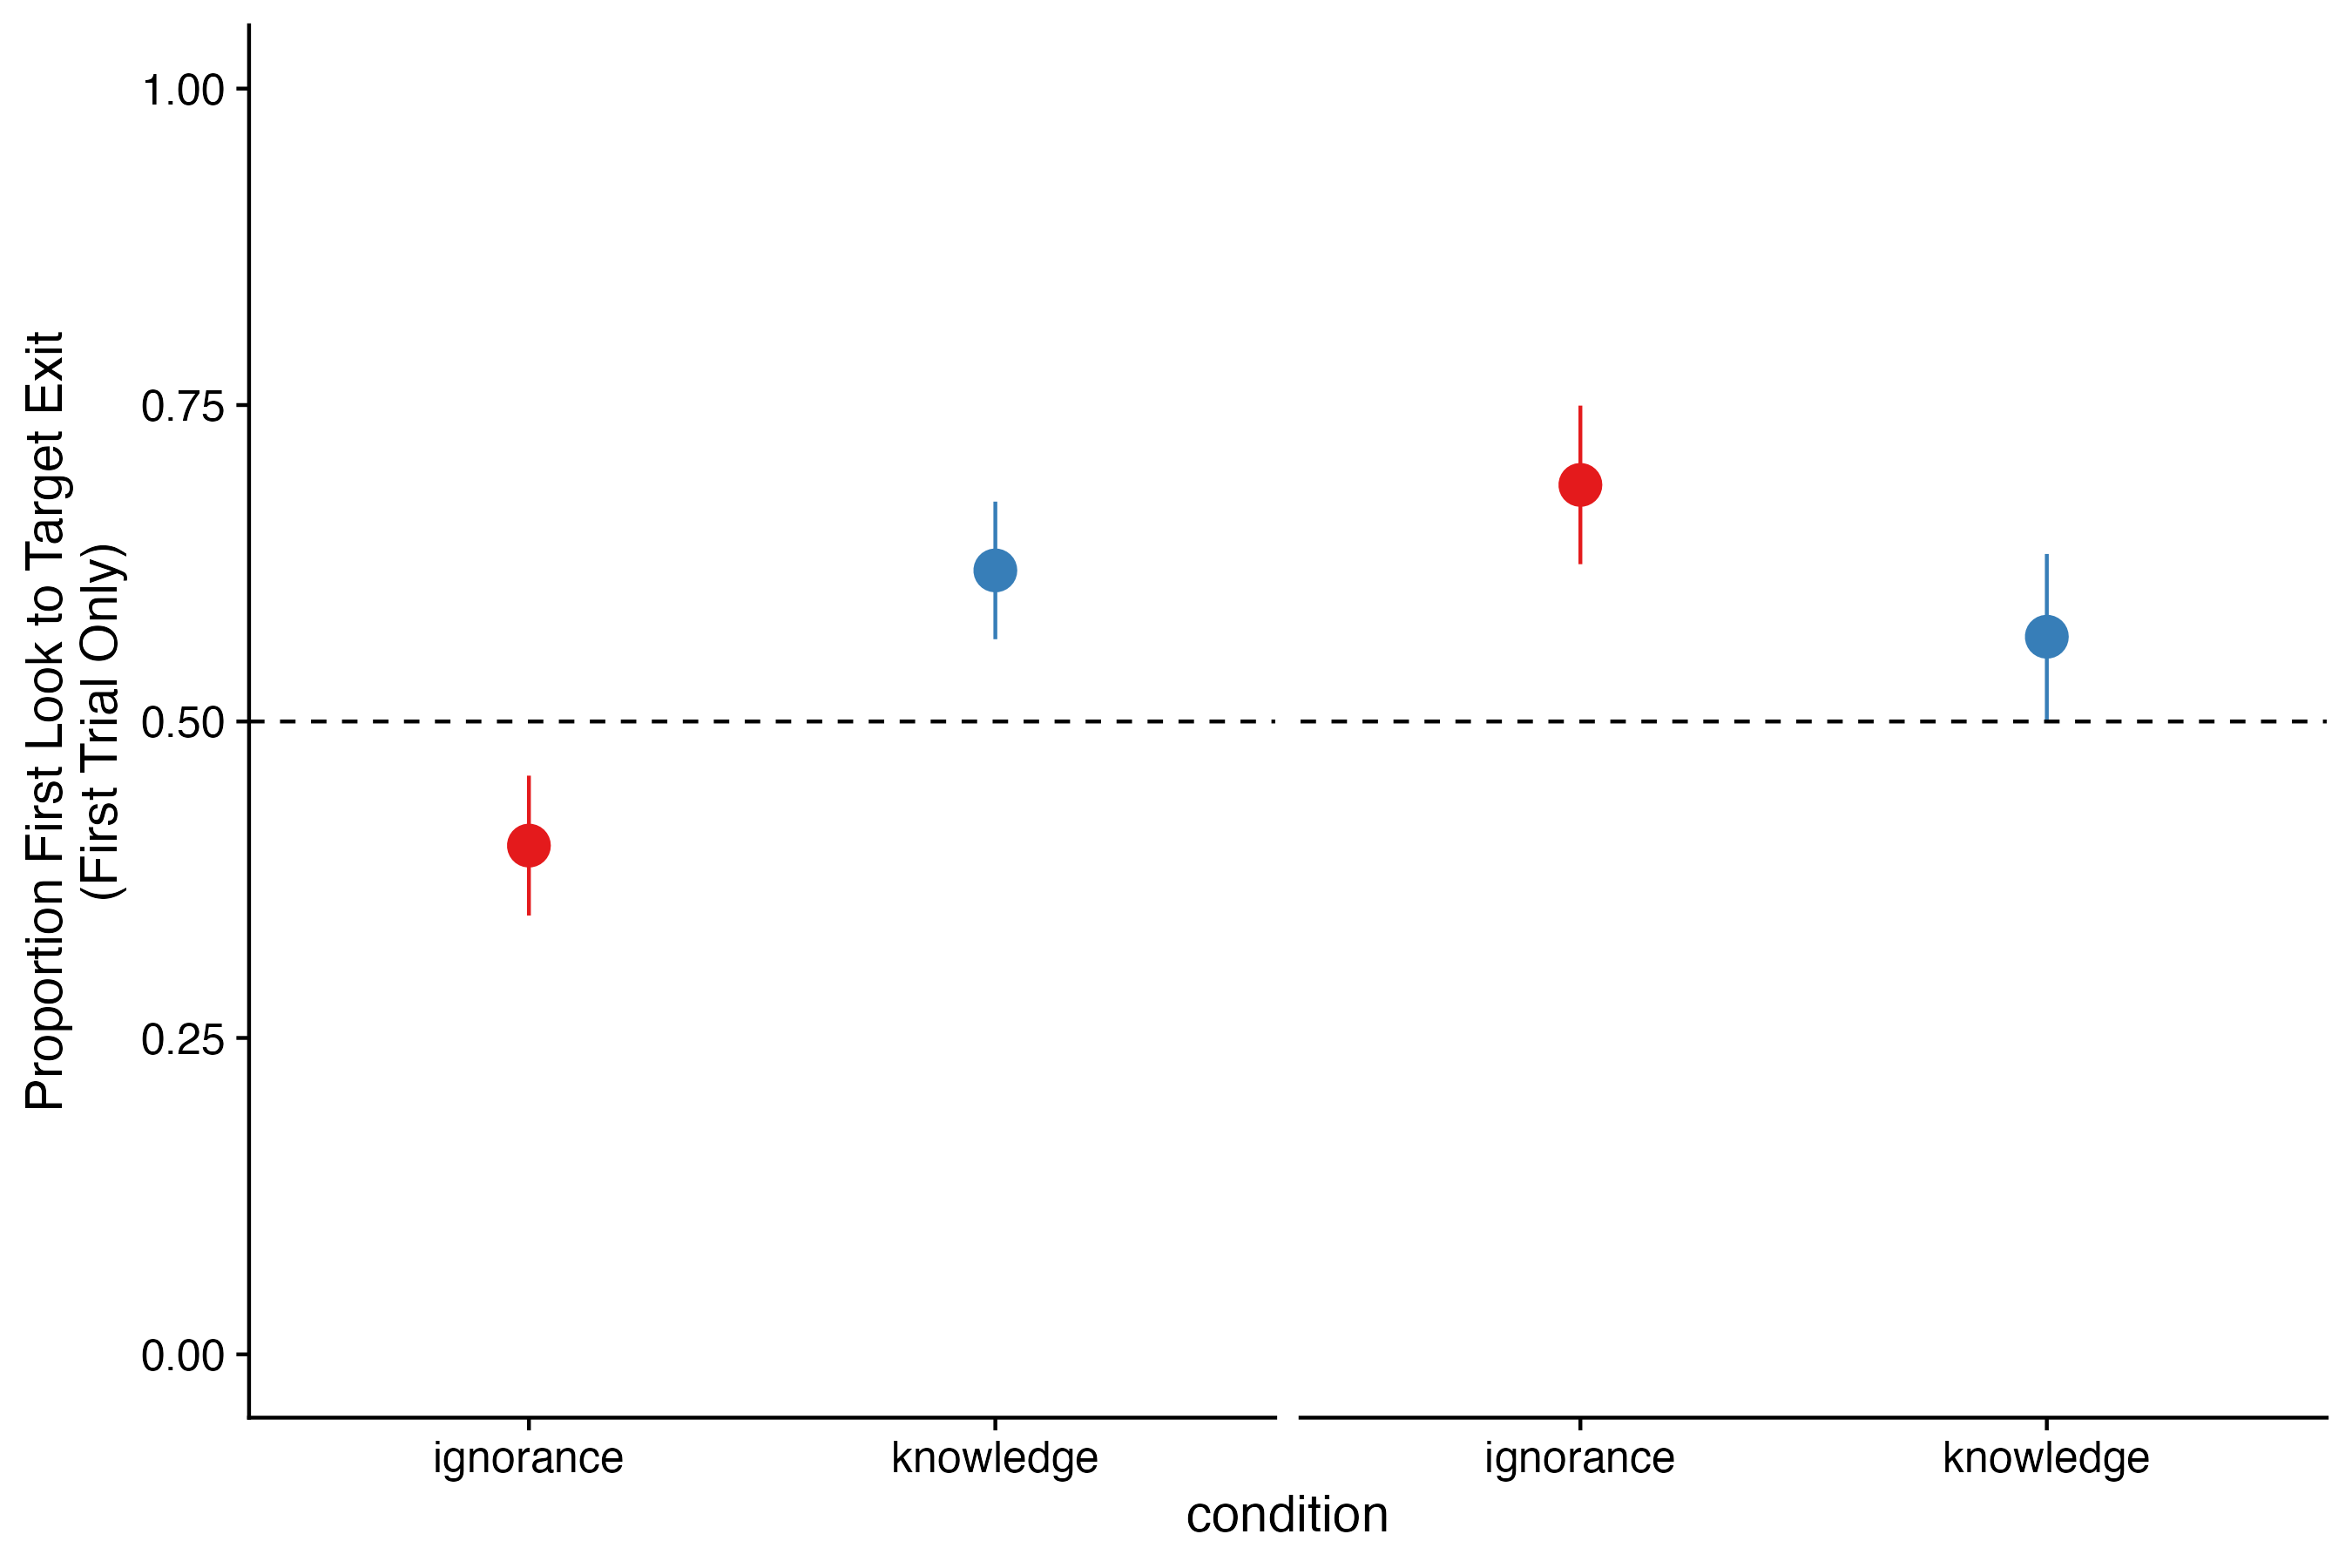 Proportion First Look to Target Exit
(First Trial Only)
1.00
0.75
0.50
0.25
0.00
ignorance knowledge ignorance knowledge
condition